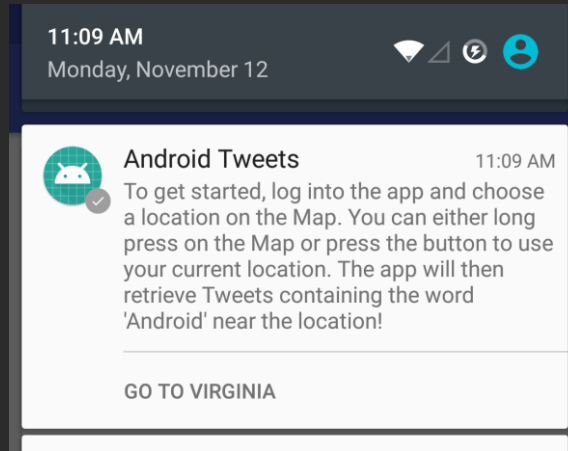 11:09 AM
Monday, November 12
Android Tweets
11:09 AM
To get started, log into the app and choose
a location on the Map. You can either long
press on the Map or press the button to use
your current location. The app will then
retrieve Tweets containing the word
'Android' near the location!
GO TO VIRGINIA